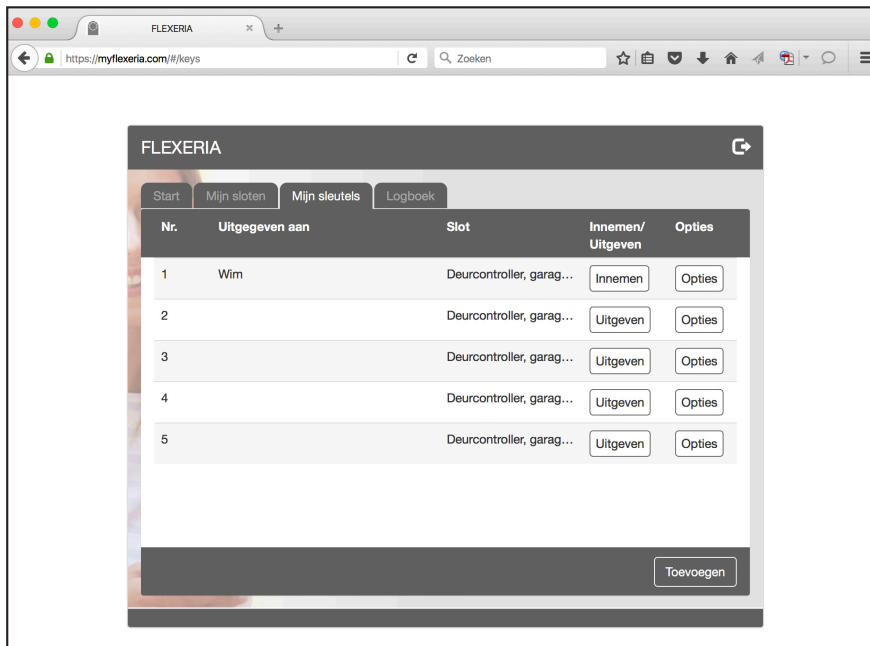 FLEXERIA
https://myflexeria.com/#/keys
Zoeken
FLEXERIA
Start Mijn sloten Mijn sleutels Logboek
Nr. Uitgegeven aan Slot Innemen/ Opties
Uitgeven
1 Wim Deurcontroller, garag... Innemen Opties
2 Deurcontroller, garag... Uitgeven Opties
3 Deurcontroller, garag... Uitgeven Opties
4 Deurcontroller, garag... Uitgeven Opties
5 Deurcontroller, garag... Uitgeven Opties
Toevoegen